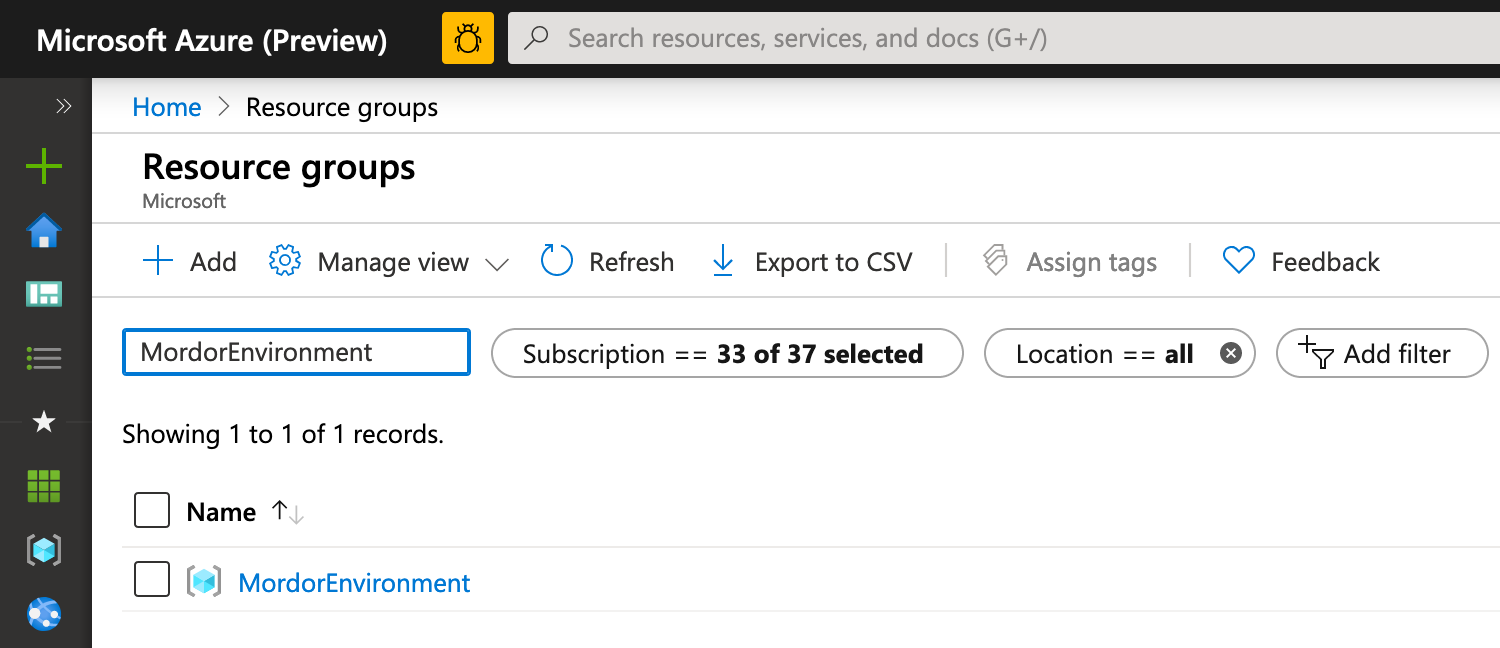 Microsoft Azure (Preview)
Search resources, services, and docs (G+/)
Home > Resource groups
Resource groups
Microsoft
Add
Manage view
Refresh
Export to CSV
Assign tags
Feedback
MordorEnvironment
Subscription == 33 of 37 selected
Location == all
Add filter
Showing 1 to 1 of 1 records.
Name
MordorEnvironment